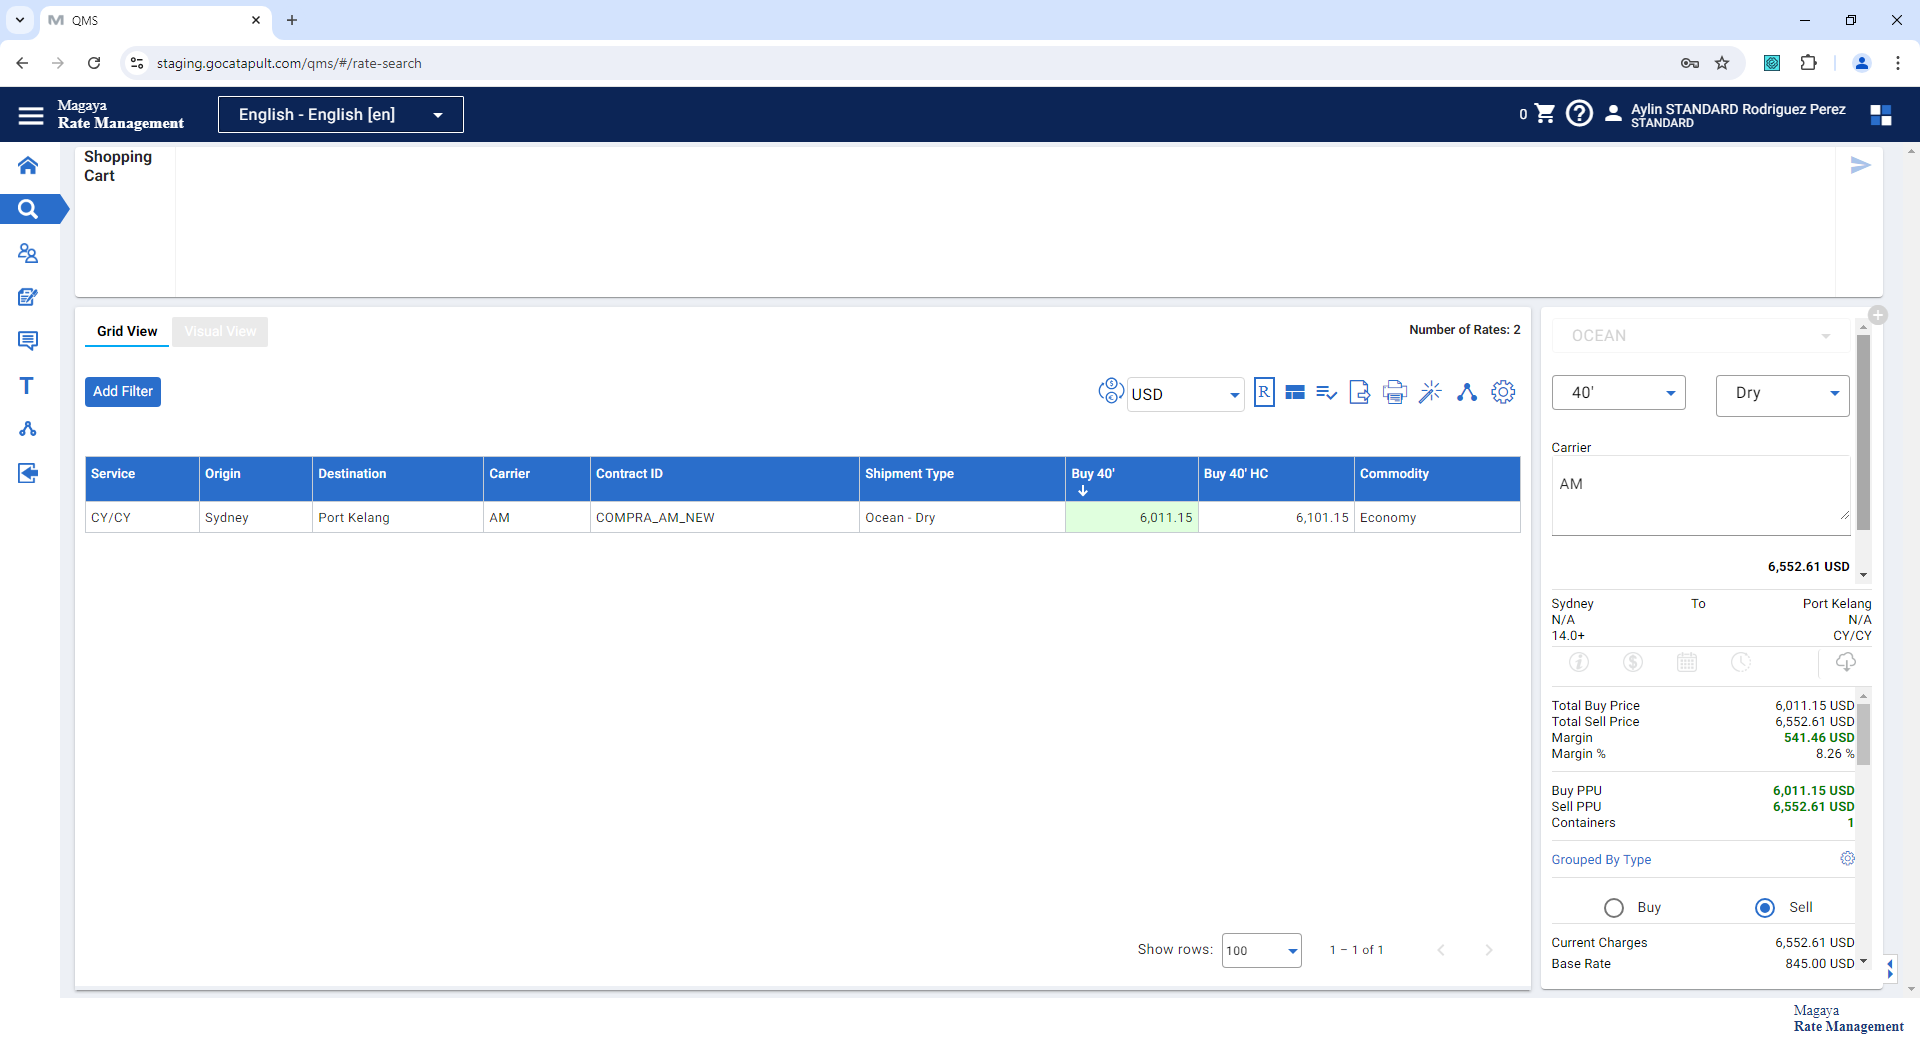 QMS
staging.gocatapult.com/qms/#/rate-search
Magaya
Rate Management
English - English [en]
0
Aylin STANDARD Rodriguez Perez
STANDARD
Shopping
Cart
Grid View
Visual View
Number of Rates: 2
Add Filter
USD
R
Service
Origin
Destination
Carrier
Contract ID
Shipment Type
Buy 40'
Buy 40' HC
Commodity
CY/CY
Sydney
Port Kelang
AM
COMPRA_AM_NEW
Ocean - Dry
6,011.15
6,101.15
Economy
Show rows:
100
1 – 1 of 1
OCEAN
40'
Dry
Carrier
AM
6,552.61 USD
Sydney To Port Kelang
N/A N/A
14.0+ CY/CY
Total Buy Price 6,011.15 USD
Total Sell Price 6,552.61 USD
Margin 541.46 USD
Margin % 8.26 %
Buy PPU 6,011.15 USD
Sell PPU 6,552.61 USD
Containers 1
Grouped By Type
Buy
Sell
Current Charges 6,552.61 USD
Base Rate 845.00 USD
Magaya
Rate Management